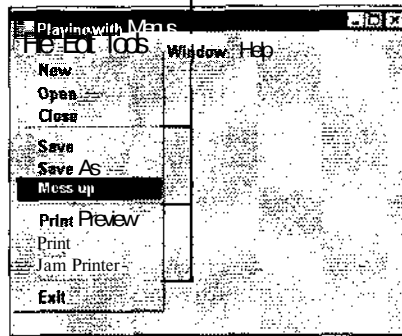 Playing with Menus
File Edit Tools Window Help
New
Open
Close
Save
Save As
Mess up
Print Preview
Print
Jam Printer
Exit